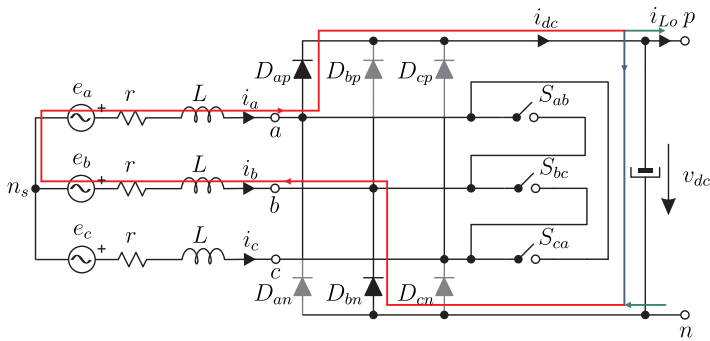 i_dc i_Lo p
D_ap D_bp D_cp
e_a + r L i_a a S_ab
n_s e_b + r L i_b b S_bc v_dc
e_c + r L i_c c S_ca
D_an D_bn D_cn
n